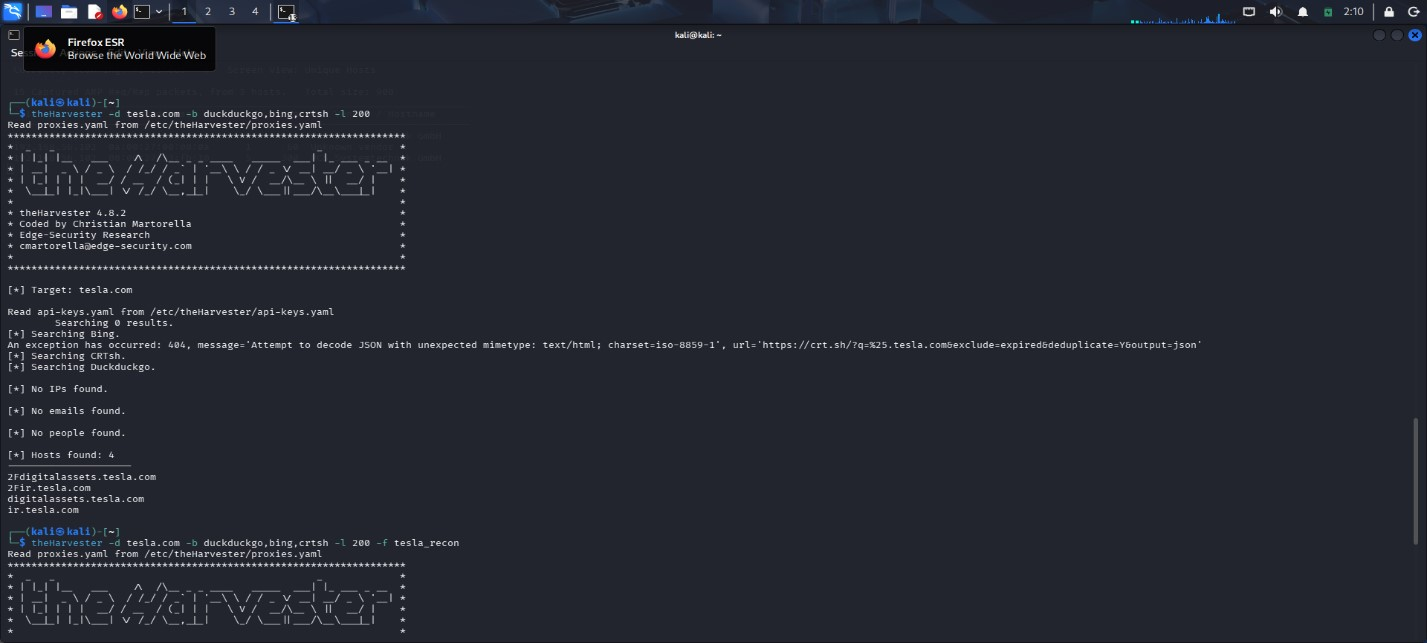 1 2 3 4
2:10
kali@kali: ~
Firefox ESR
Browse the World Wide Web
┌──(kali㉿kali)-[~]
└─$ theHarvester -d tesla.com -b duckduckgo,bing,crtsh -l 200
Read proxies.yaml from /etc/theHarvester/proxies.yaml
*******************************************************************
theHarvester
* theHarvester 4.8.2 *
* Coded by Christian Martorella *
* Edge-Security Research *
* cmartorella@edge-security.com *
* *
*******************************************************************
[*] Target: tesla.com
Read api-keys.yaml from /etc/theHarvester/api-keys.yaml
Searching 0 results.
[*] Searching Bing.
An exception has occurred: 404, message='Attempt to decode JSON with unexpected mimetype: text/html; charset=iso-8859-1', url='https://crt.sh/?q=%25.tesla.com&exclude=expired&deduplicate=Y&output=json'
[*] Searching CRTsh.
[*] Searching Duckduckgo.
[*] No IPs found.
[*] No emails found.
[*] No people found.
[*] Hosts found: 4
2Fdigitalassets.tesla.com
2Fir.tesla.com
digitalassets.tesla.com
ir.tesla.com
┌──(kali㉿kali)-[~]
└─$ theHarvester -d tesla.com -b duckduckgo,bing,crtsh -l 200 -f tesla_recon
Read proxies.yaml from /etc/theHarvester/proxies.yaml
*******************************************************************
theHarvester